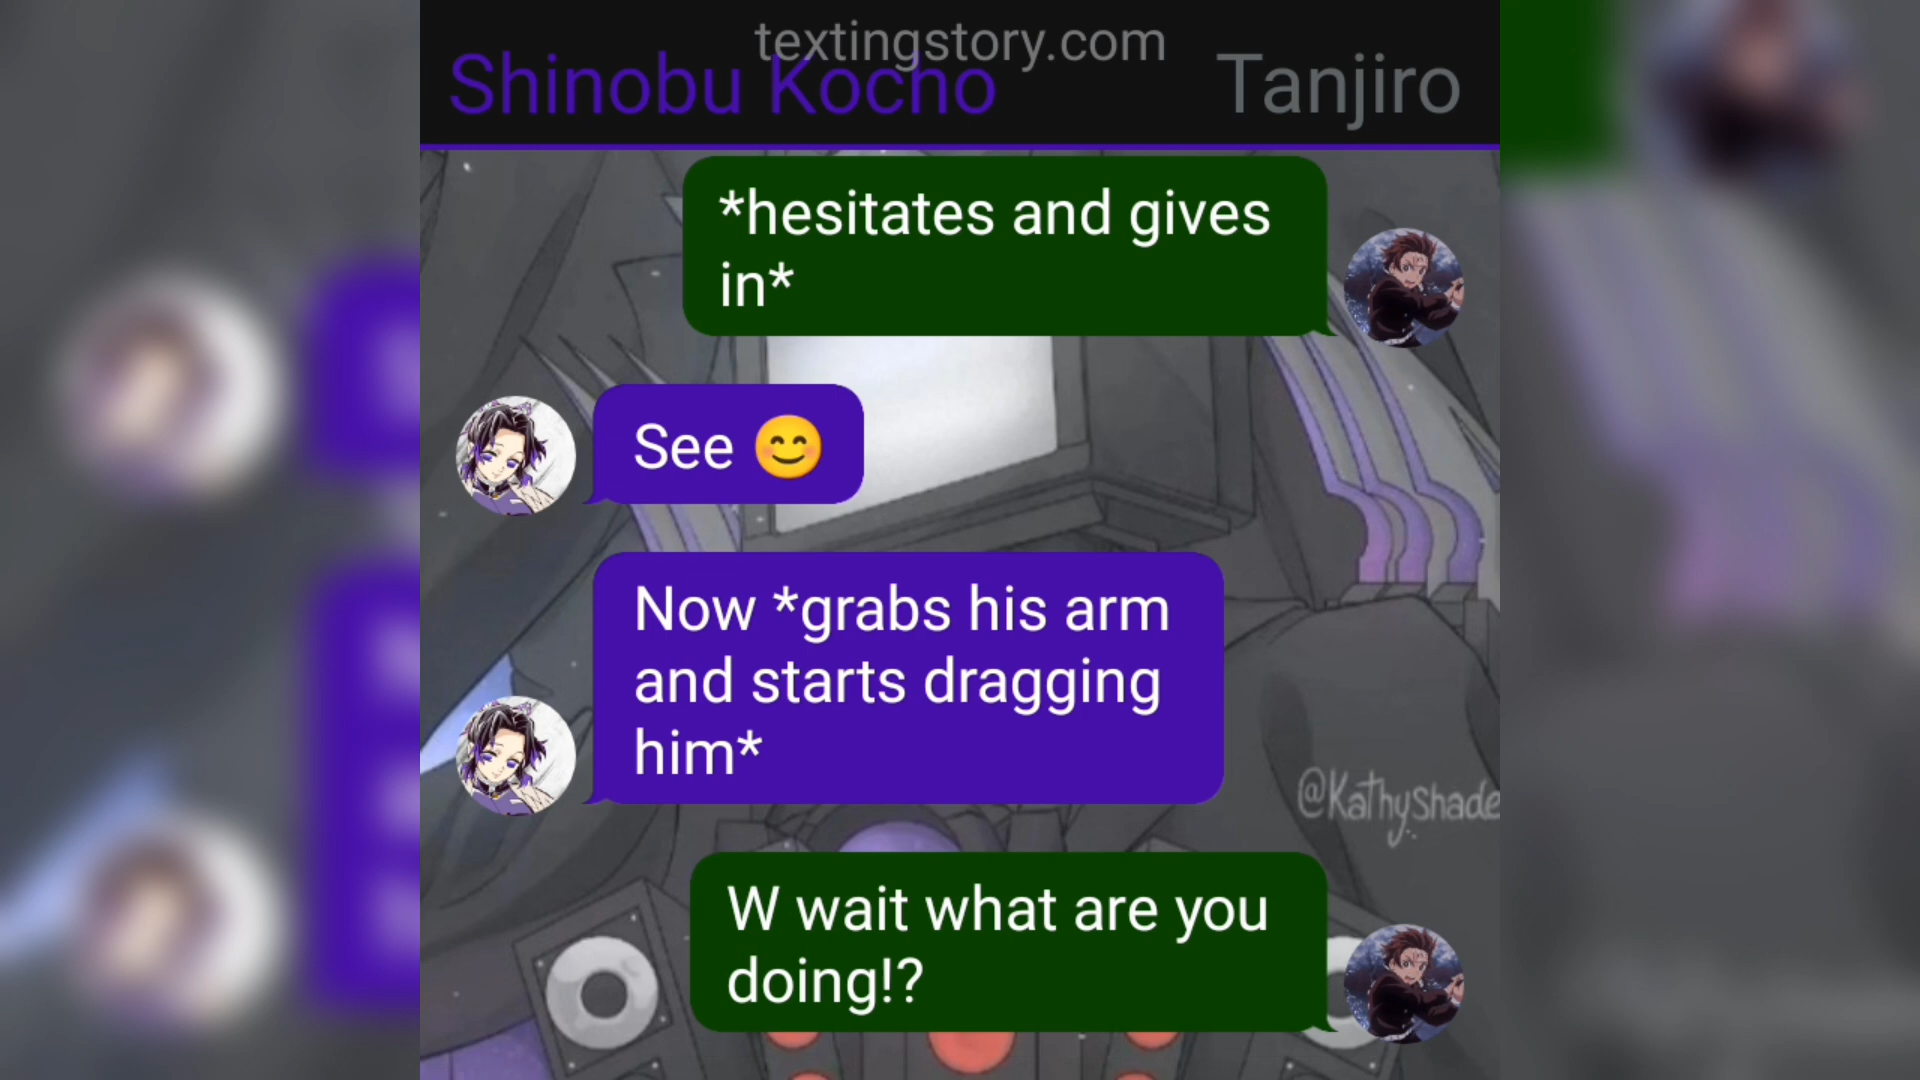 textingstory.com
Shinobu Kocho
Tanjiro
*hesitates and gives
in*
See 😊
Now *grabs his arm
and starts dragging
him*
@KathyShade
W wait what are you
doing!?